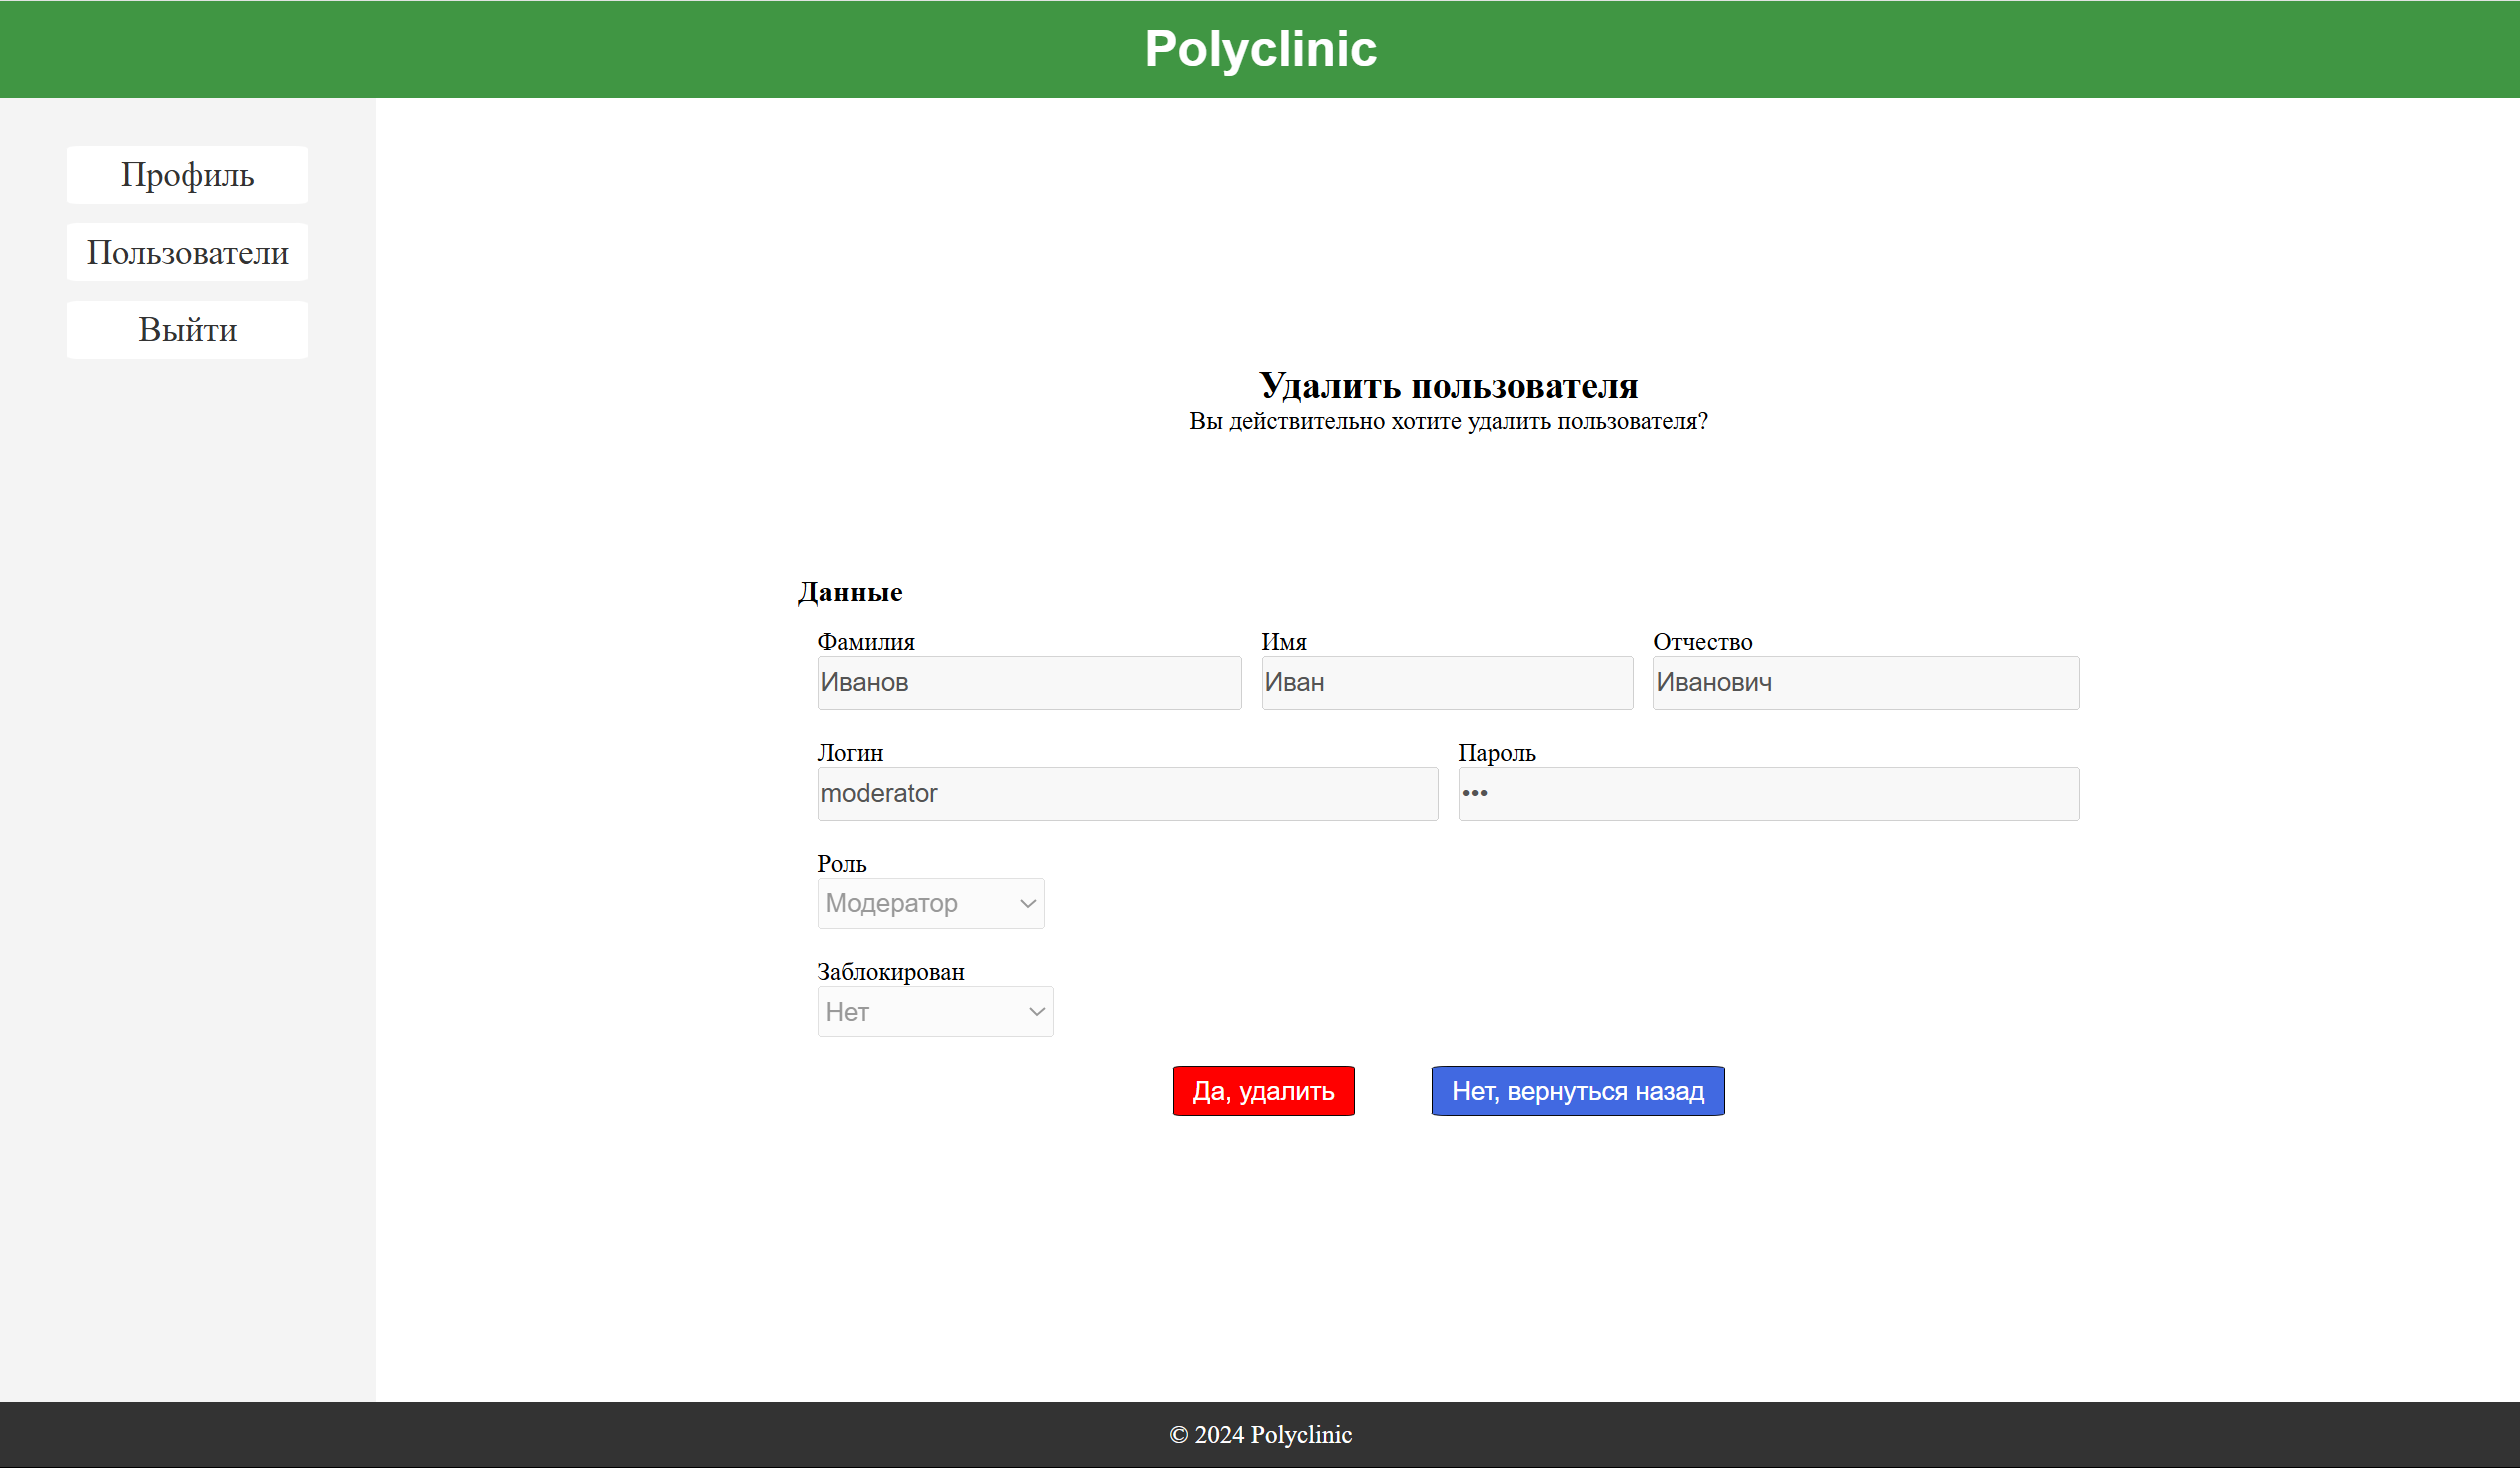 Polyclinic
Профиль
Пользователи
Выйти
Удалить пользователя
Вы действительно хотите удалить пользователя?
Данные
Фамилия Имя Отчество
Иванов Иван Иванович
Логин Пароль
moderator •••
Роль
Модератор
Заблокирован
Нет
Да, удалить Нет, вернуться назад
© 2024 Polyclinic